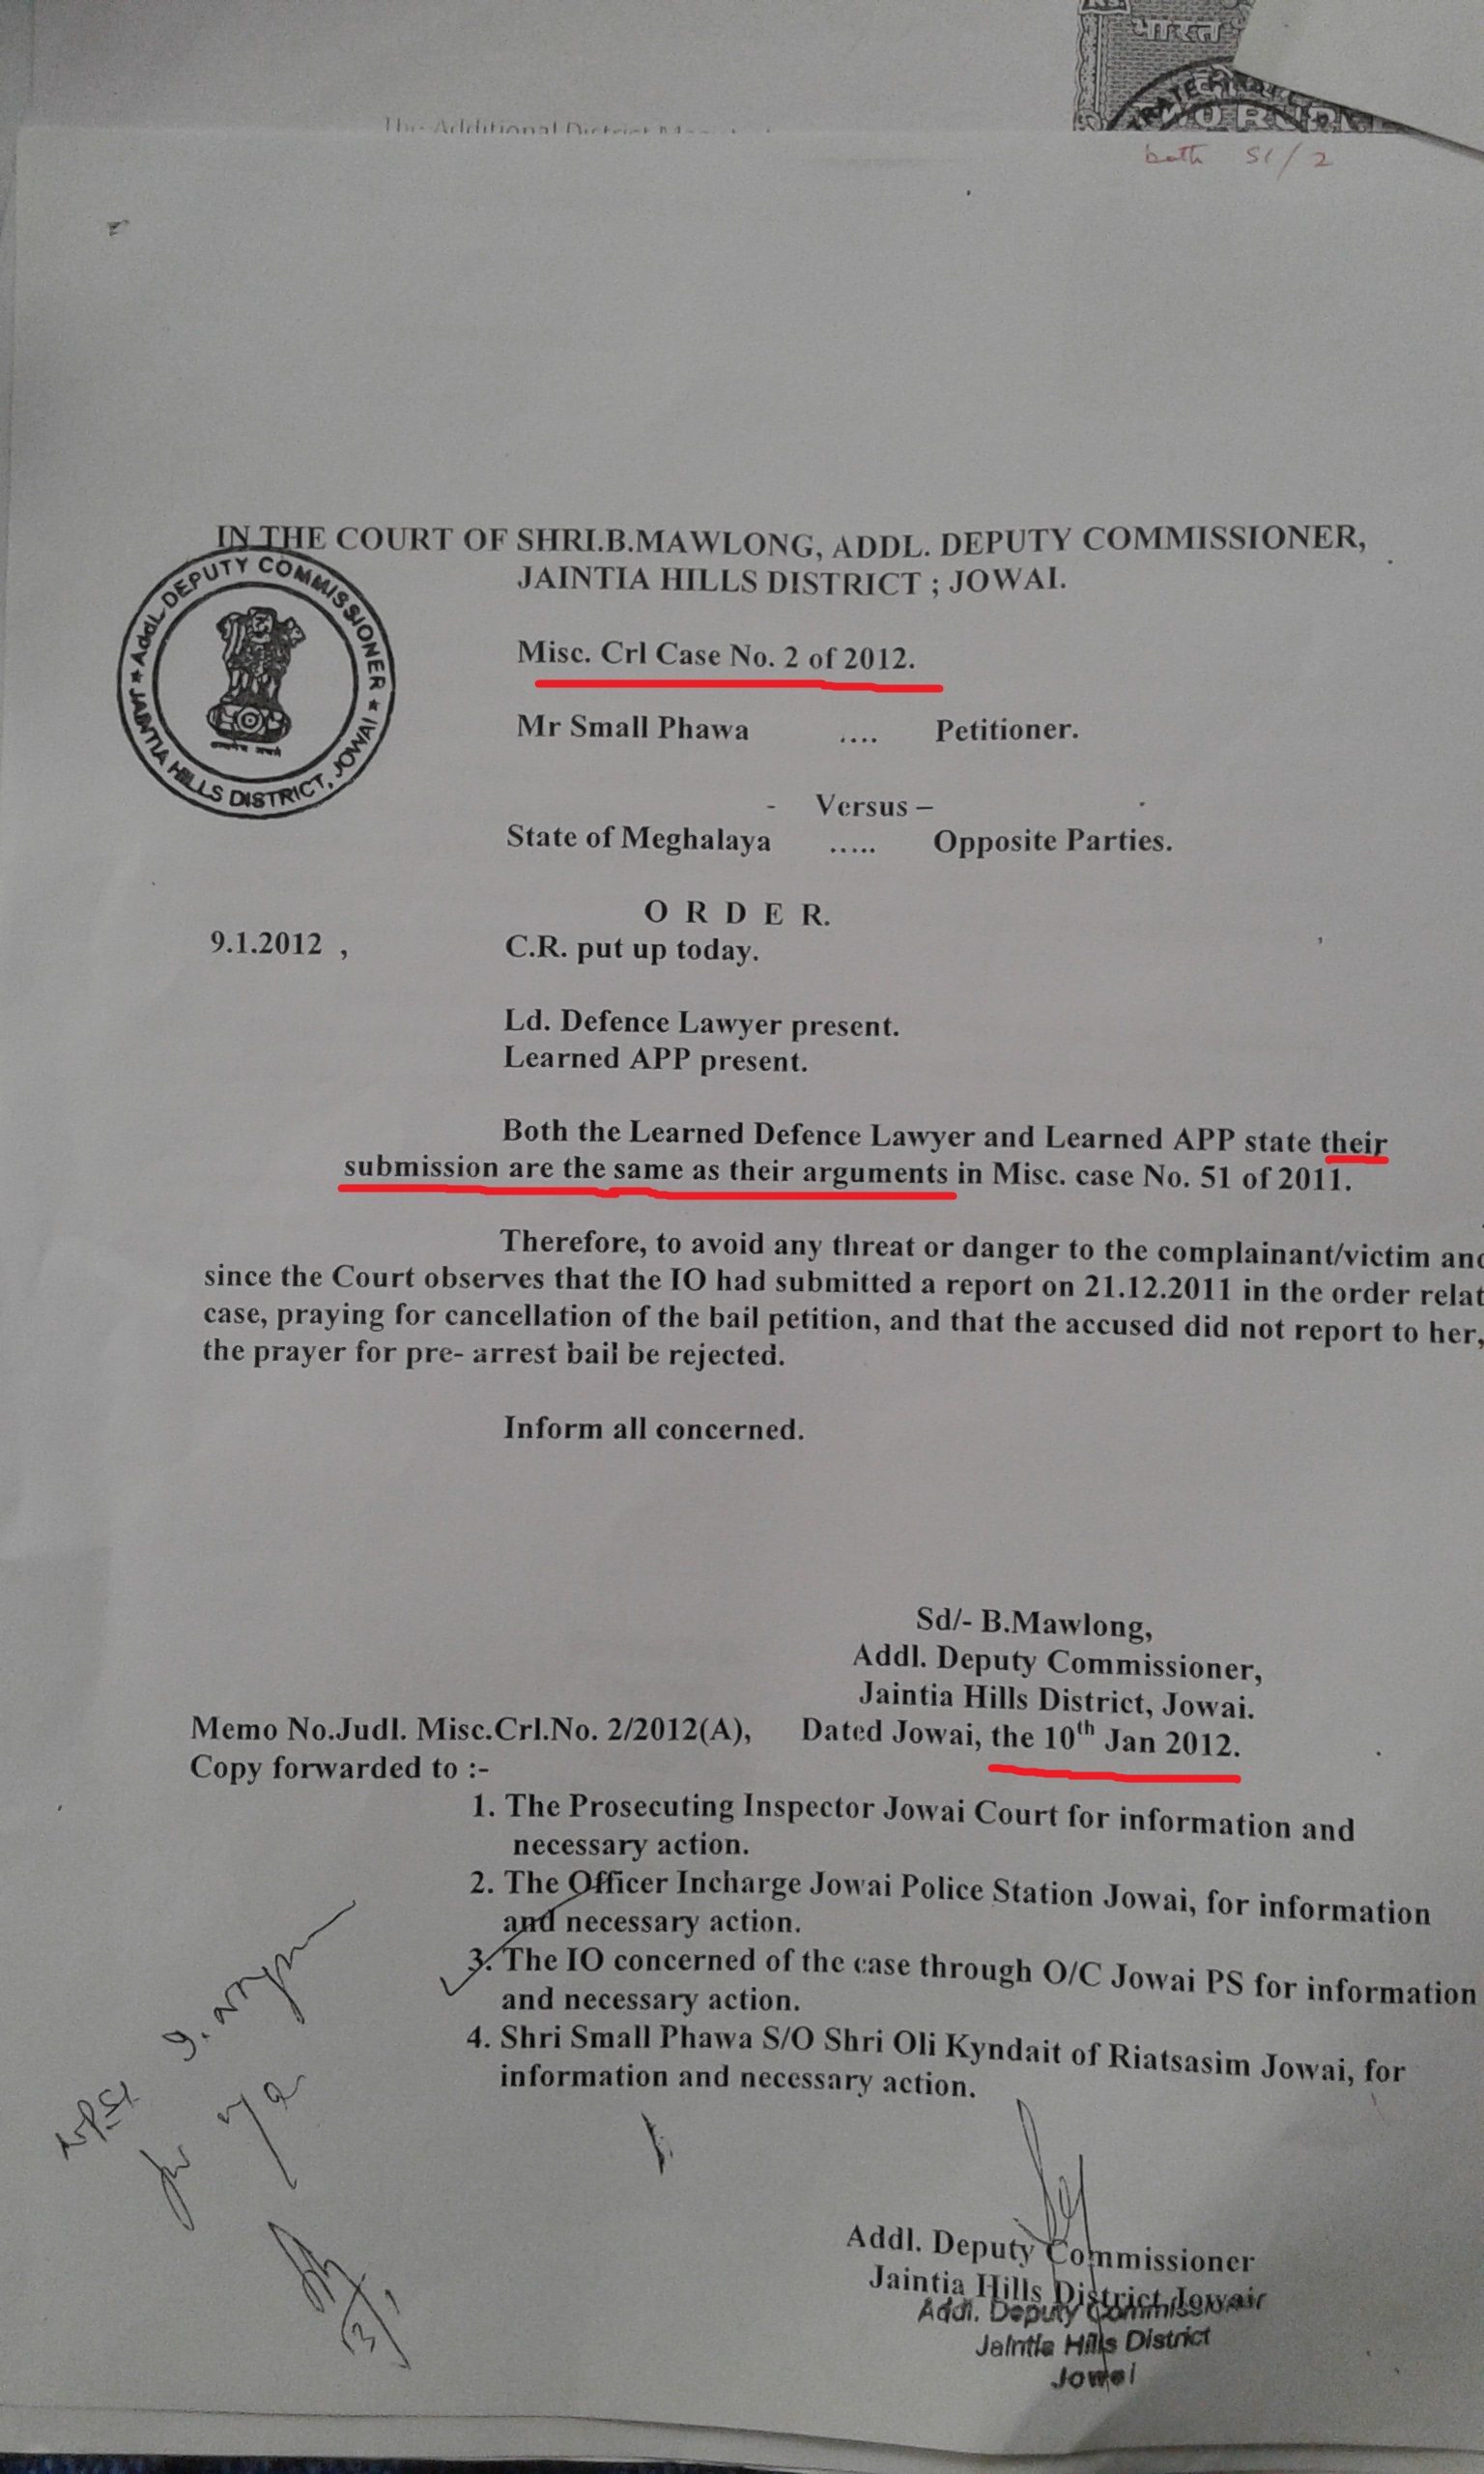 भारत
The Additional District
both Sl/2
IN THE COURT OF SHRI.B.MAWLONG, ADDL. DEPUTY COMMISSIONER,
JAINTIA HILLS DISTRICT ; JOWAI.
★ Addl. DEPUTY COMMISSIONER ★
JAINTIA HILLS DISTRICT, JOWAI
सत्यमेव जयते
Misc. Crl Case No. 2 of 2012.
Mr Small Phawa .... Petitioner.
- Versus –
State of Meghalaya ..... Opposite Parties.
O R D E R.
9.1.2012 , C.R. put up today.
Ld. Defence Lawyer present.
Learned APP present.
Both the Learned Defence Lawyer and Learned APP state their
submission are the same as their arguments in Misc. case No. 51 of 2011.
Therefore, to avoid any threat or danger to the complainant/victim and
since the Court observes that the IO had submitted a report on 21.12.2011 in the order relat
case, praying for cancellation of the bail petition, and that the accused did not report to her,
the prayer for pre- arrest bail be rejected.
Inform all concerned.
Sd/- B.Mawlong,
Addl. Deputy Commissioner,
Jaintia Hills District, Jowai.
Memo No.Judl. Misc.Crl.No. 2/2012(A), Dated Jowai, the 10th Jan 2012.
Copy forwarded to :-
1. The Prosecuting Inspector Jowai Court for information and
necessary action.
2. The Officer Incharge Jowai Police Station Jowai, for information
and necessary action.
3. The IO concerned of the case through O/C Jowai PS for information
and necessary action.
4. Shri Small Phawa S/O Shri Oli Kyndait of Riatsasim Jowai, for
information and necessary action.
Addl. Deputy Commissioner
Jaintia Hills District Jowai
Addl. Deputy Commissioner
Jaintia Hills District
Jowai